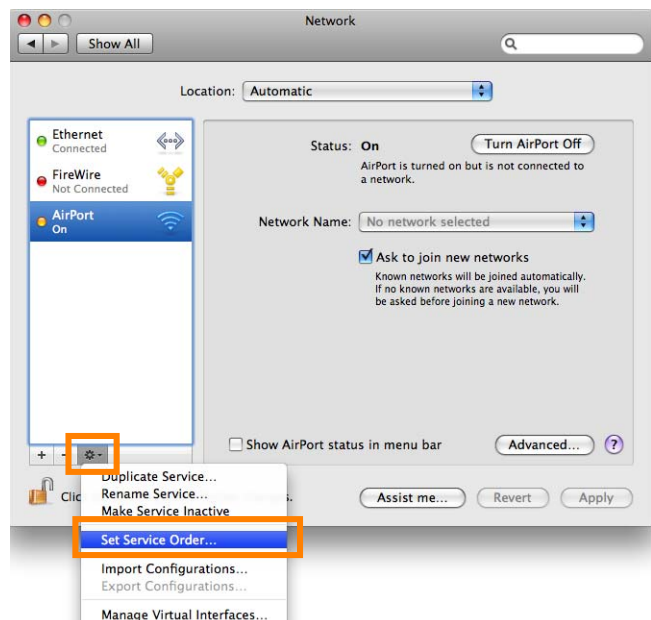 Network
Show All
Location: Automatic
Ethernet
Connected
FireWire
Not Connected
AirPort
On
Status: On
Turn AirPort Off
AirPort is turned on but is not connected to
a network.
Network Name: No network selected
Ask to join new networks
Known networks will be joined automatically.
If no known networks are available, you will
be asked before joining a new network.
+ -
Show AirPort status in menu bar
Advanced... ?
Assist me... Revert Apply
Duplicate Service...
Rename Service...
Make Service Inactive
Set Service Order...
Import Configurations...
Export Configurations...
Manage Virtual Interfaces...